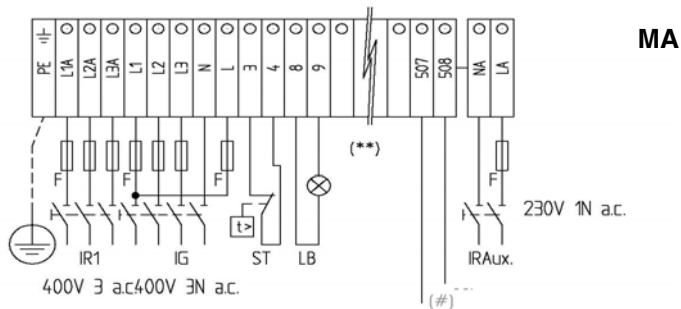 MA
PE L1A L2A L3A L1 L2 L3 N L 3 4 8 9 507 508 NA LA
(**)
F F F F
t>
230V 1N a.c.
IR1 IG ST LB IRAux.
400V 3 a.c.400V 3N a.c.
(#)